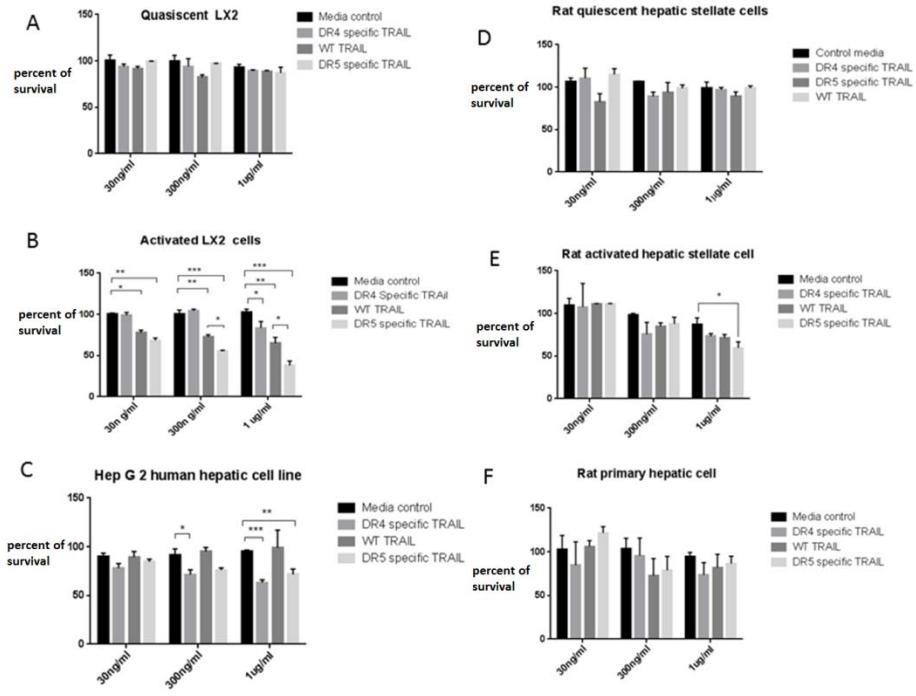 A
Quasiscent LX2
percent of
survival
150
100
50
0
30ng/ml
300ng/ml
1ug/ml
Media control
DR4 specific TRAIL
WT TRAIL
DR5 specific TRAIL
B
Activated LX2 cells
percent of
survival
150
100
50
0
** 
*
***
**
*
***
**
*
*
30n g/ml
300n g/ml
1 ug/ml
Media control
DR4 Specific TRAil
WT TRAIL
DR5 specific TRAIL
C
Hep G 2 human hepatic cell line
percent of
survival
150
100
50
0
*
**
***
30ng/ml
300ng/ml
1ug/ml
Media control
DR4 specific TRAIL
WT TRAIL
DR5 specific TRAIL
D
Rat quiescent hepatic stellate cells
percent of
survival
150
100
50
0
30ng/ml
300ng/ml
1µg/ml
Control media
DR4 specific TRAIL
DR5 specific TRAIL
WT TRAIL
E
Rat activated hepatic stellate cell
percent of
survival
150
100
50
0
*
30ng/ml
300ng/ml
1ug/ml
Media control
DR4 specific TRAIL
WT TRAIL
DR5 specific TRAIL
F
Rat primary hepatic cell
percent of
survival
150
100
50
0
30ng/ml
300ng/ml
1ug/ml
Media control
DR4 specific TRAIL
WT TRAIL
DR5 specific TRAIL